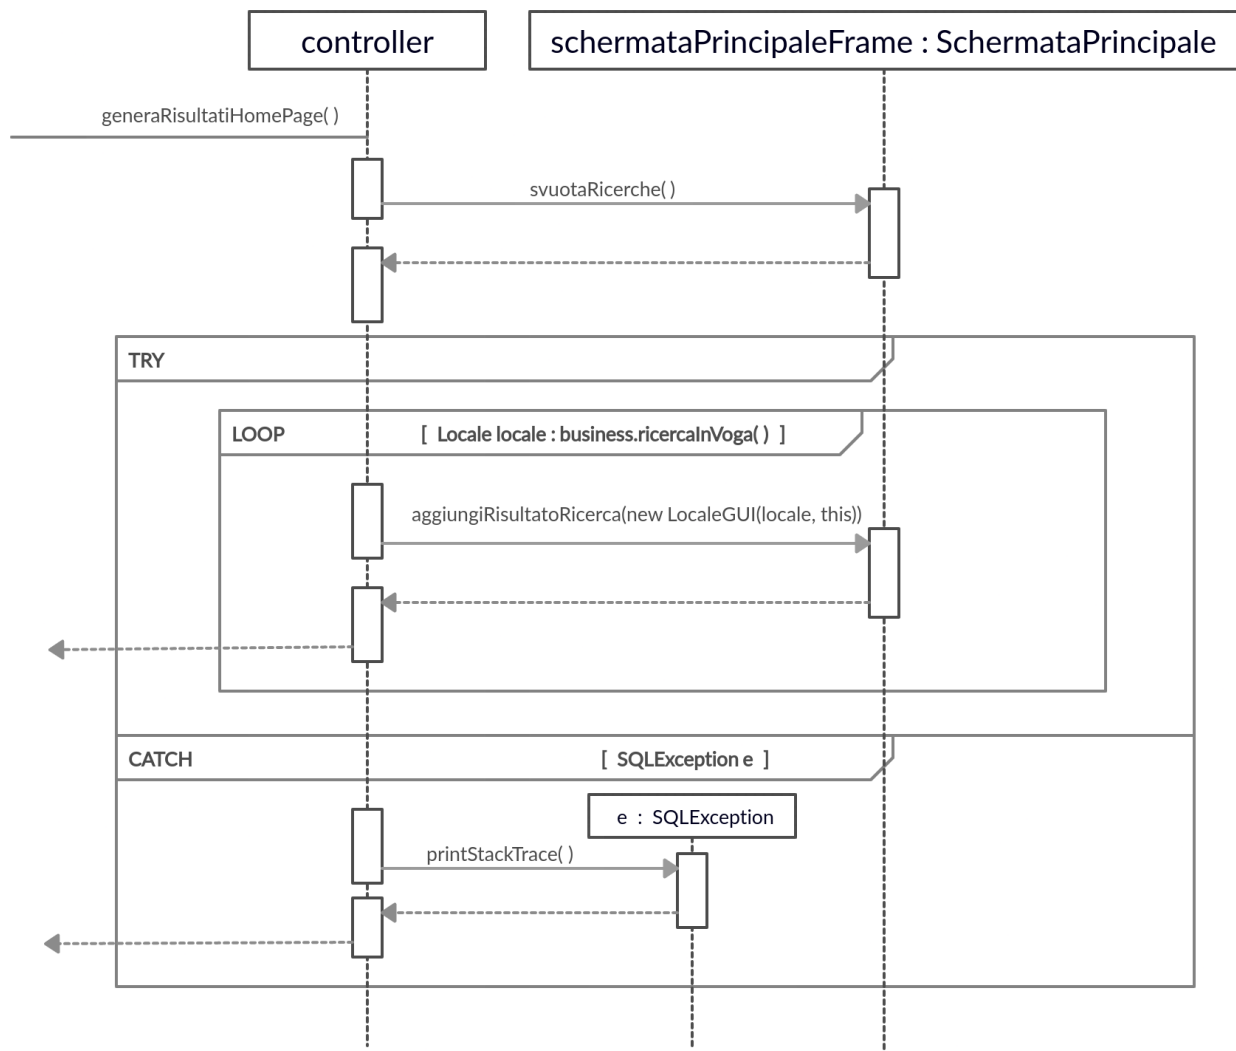 controller
schermataPrincipaleFrame : SchermataPrincipale
generaRisultatiHomePage( )
svuotaRicerche( )
TRY
LOOP [ Locale locale : business.ricercaInVoga( ) ]
aggiungiRisultatoRicerca(new LocaleGUI(locale, this))
CATCH [ SQLException e ]
e : SQLException
printStackTrace( )